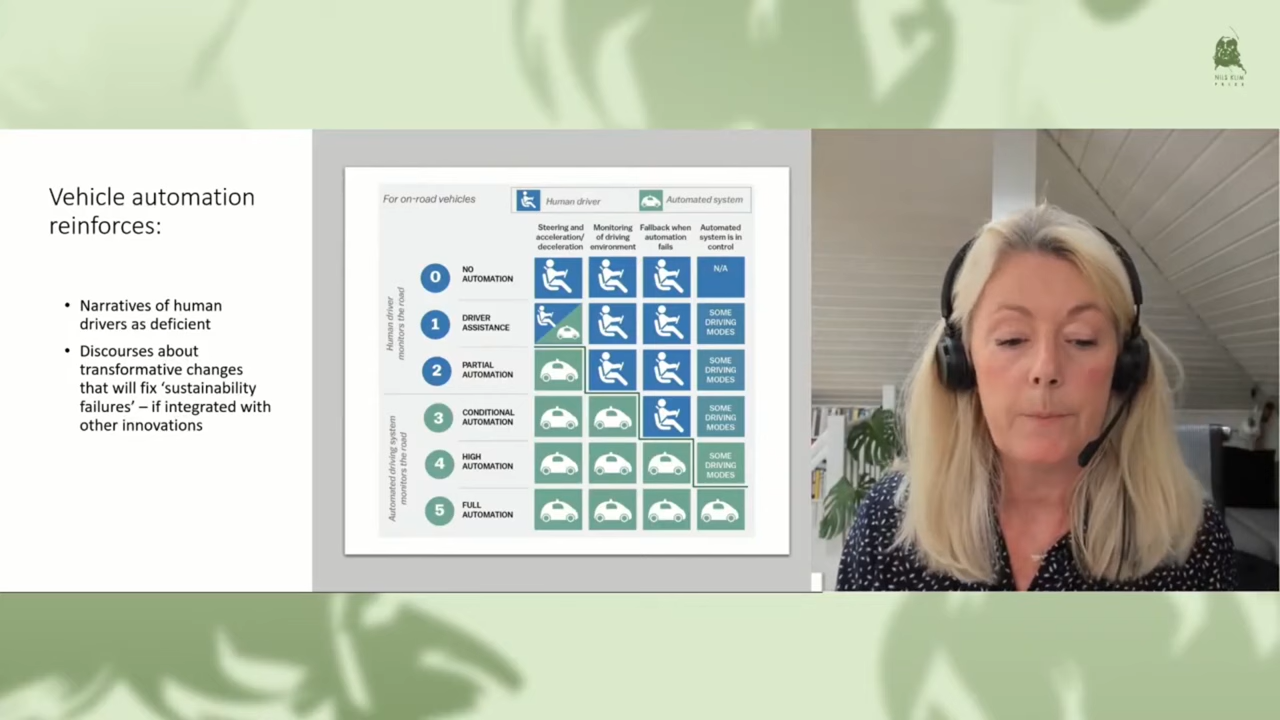 NILS KLIM
PRIZE
Vehicle automation
reinforces:
• Narratives of human
drivers as deficient
• Discourses about
transformative changes
that will fix ‘sustainability
failures’ – if integrated with
other innovations
For on-road vehicles
Human driver
Automated system
Steering and
acceleration/
deceleration
Monitoring
of driving
environment
Fallback when
automation
fails
Automated
system is in
control
Human driver
monitors the road
0
NO
AUTOMATION
N/A
1
DRIVER
ASSISTANCE
SOME
DRIVING
MODES
2
PARTIAL
AUTOMATION
SOME
DRIVING
MODES
Automated driving system
monitors the road
3
CONDITIONAL
AUTOMATION
SOME
DRIVING
MODES
4
HIGH
AUTOMATION
SOME
DRIVING
MODES
5
FULL
AUTOMATION